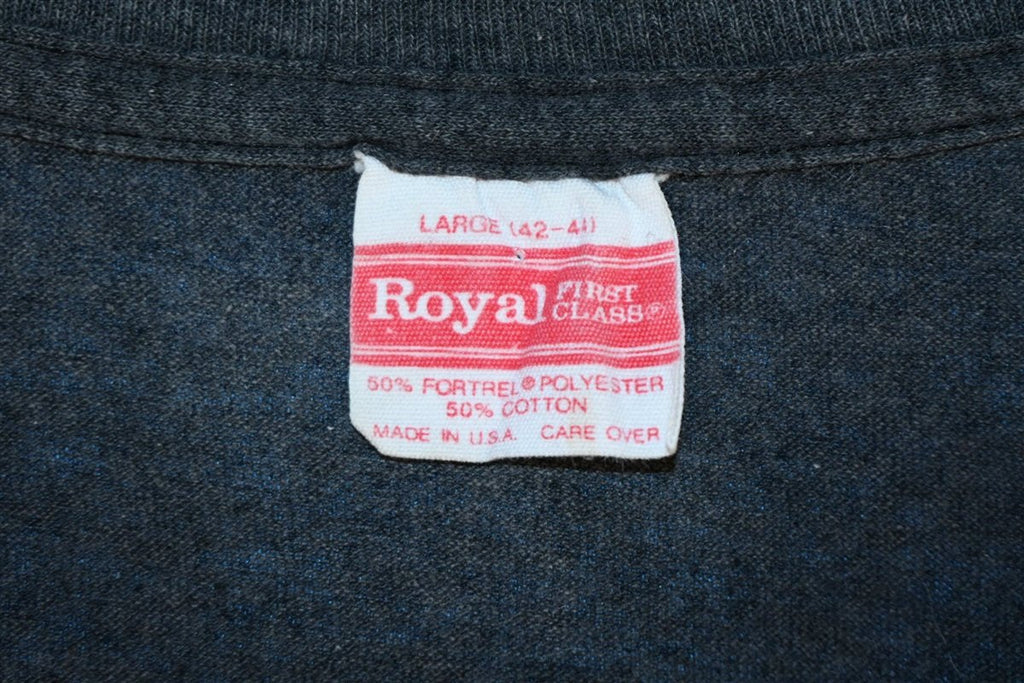 LARGE (42-44)
Royal FIRST CLASS®
50% FORTREL® POLYESTER
50% COTTON
MADE IN U.S.A. CARE OVER